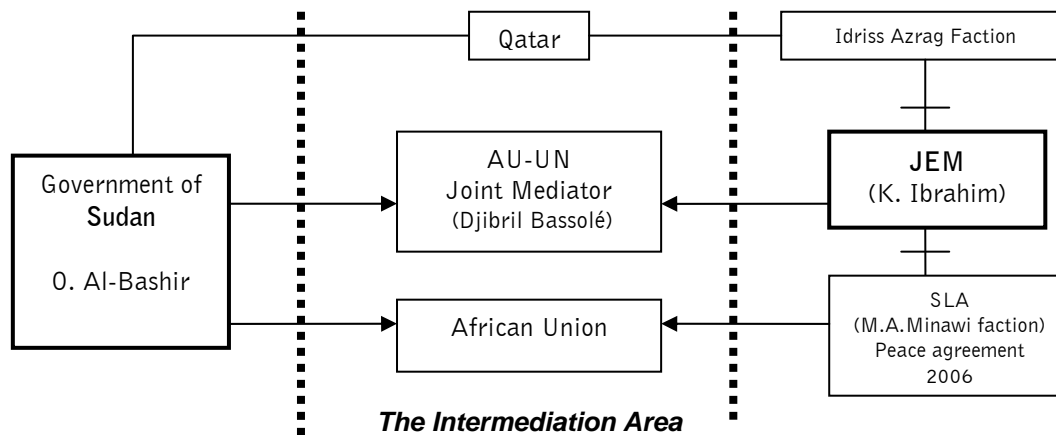 Qatar
Idriss Azrag Faction
Government of
Sudan
O. Al-Bashir
AU-UN
Joint Mediator
(Djibril Bassolé)
JEM
(K. Ibrahim)
African Union
SLA
(M.A.Minawi faction)
Peace agreement
2006
The Intermediation Area